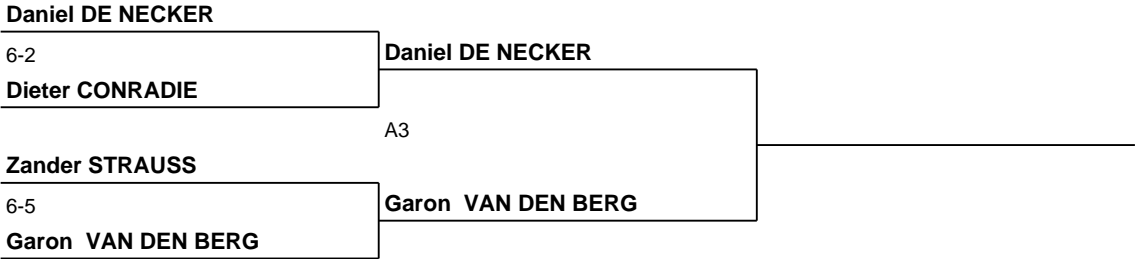 Daniel DE NECKER
6-2
Dieter CONRADIE
Daniel DE NECKER
A3
Zander STRAUSS
6-5
Garon  VAN DEN BERG
Garon  VAN DEN BERG